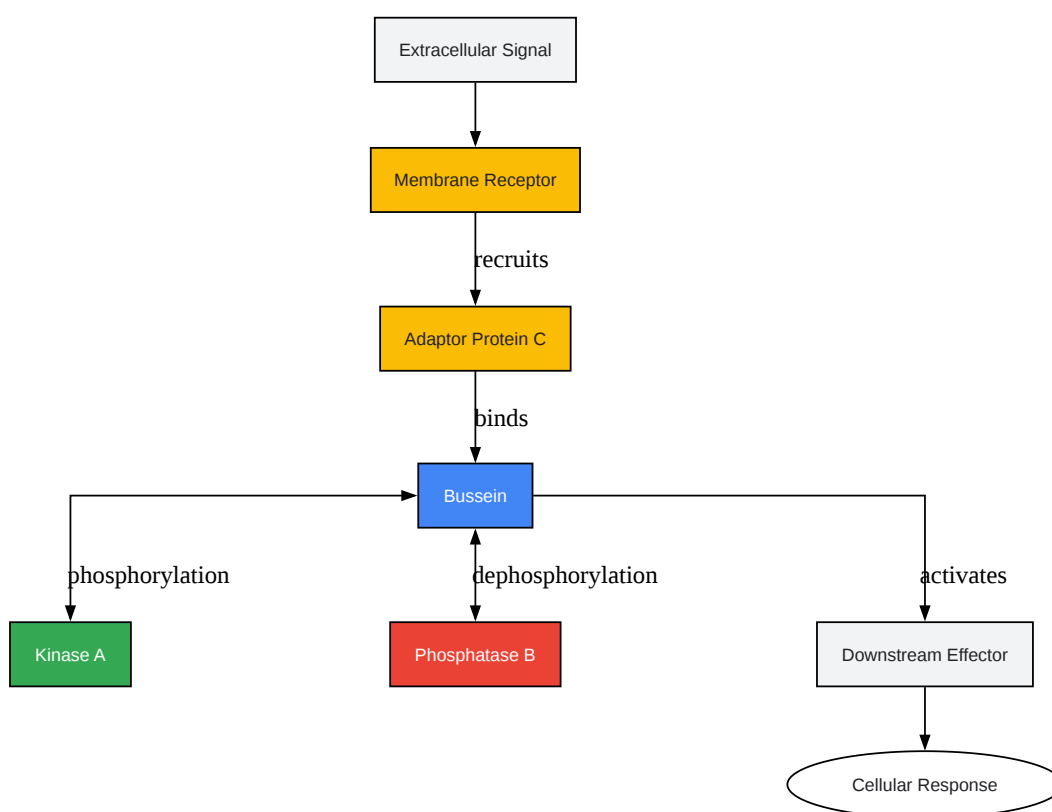 Extracellular Signal
Membrane Receptor
recruits
Adaptor Protein C
binds
Bussein
phosphorylation
dephosphorylation
activates
Kinase A
Phosphatase B
Downstream Effector
Cellular Response